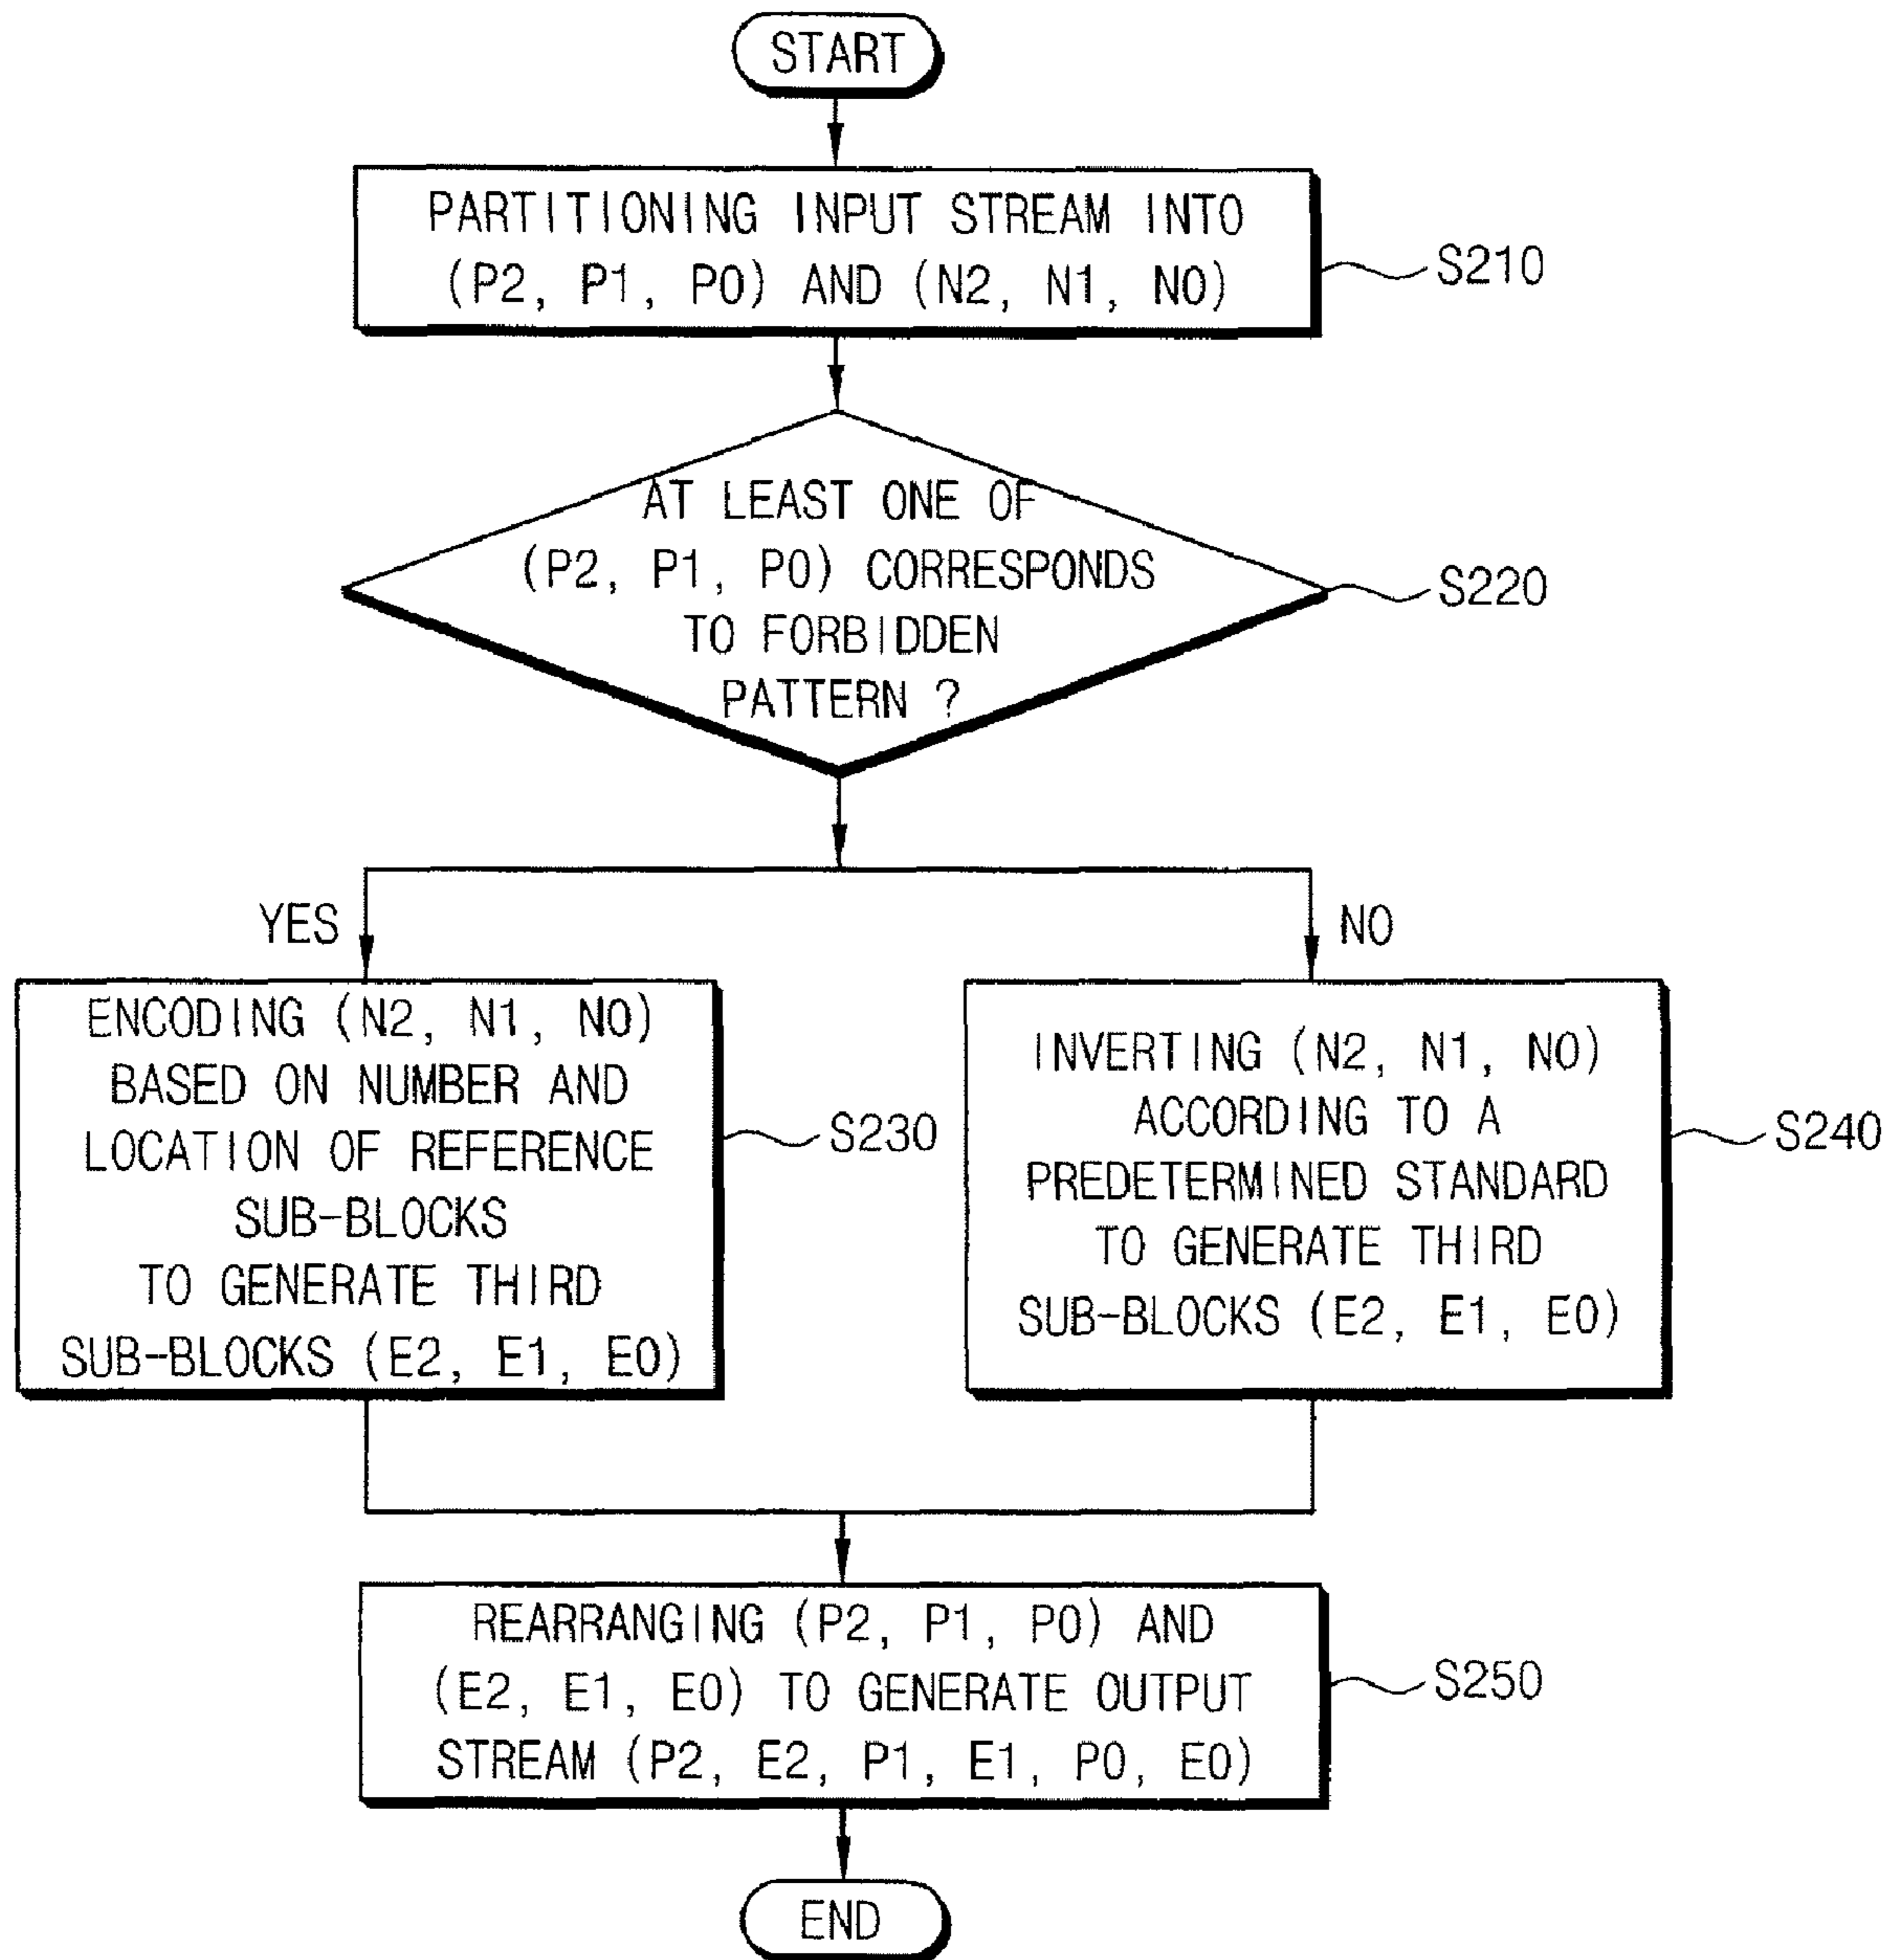 START
PARTITIONING INPUT STREAM INTO
(P2, P1, P0) AND (N2, N1, N0)
S210
AT LEAST ONE OF
(P2, P1, P0) CORRESPONDS
TO FORBIDDEN
PATTERN ?
S220
YES
NO
ENCODING (N2, N1, N0)
BASED ON NUMBER AND
LOCATION OF REFERENCE
SUB-BLOCKS
TO GENERATE THIRD
SUB-BLOCKS (E2, E1, E0)
S230
INVERTING (N2, N1, N0)
ACCORDING TO A
PREDETERMINED STANDARD
TO GENERATE THIRD
SUB-BLOCKS (E2, E1, E0)
S240
REARRANGING (P2, P1, P0) AND
(E2, E1, E0) TO GENERATE OUTPUT
STREAM (P2, E2, P1, E1, P0, E0)
S250
END